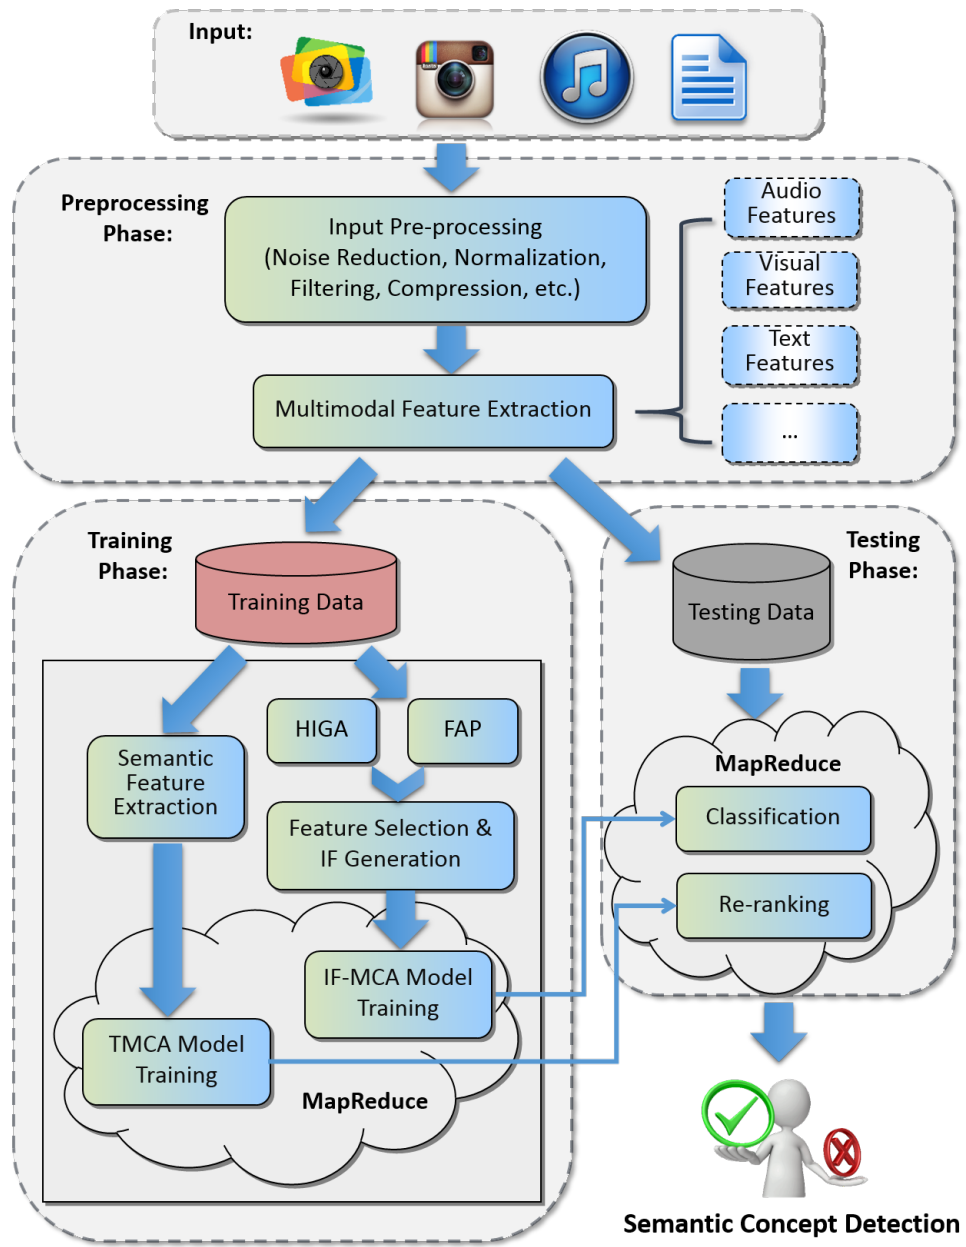 Input:
Preprocessing
Phase:
Input Pre-processing
(Noise Reduction, Normalization,
Filtering, Compression, etc.)
Multimodal Feature Extraction
Audio
Features
Visual
Features
Text
Features
...
Training
Phase:
Training Data
HIGA
FAP
Semantic
Feature
Extraction
Feature Selection &
IF Generation
IF-MCA Model
Training
TMCA Model
Training
MapReduce
Testing
Phase:
Testing Data
MapReduce
Classification
Re-ranking
Semantic Concept Detection